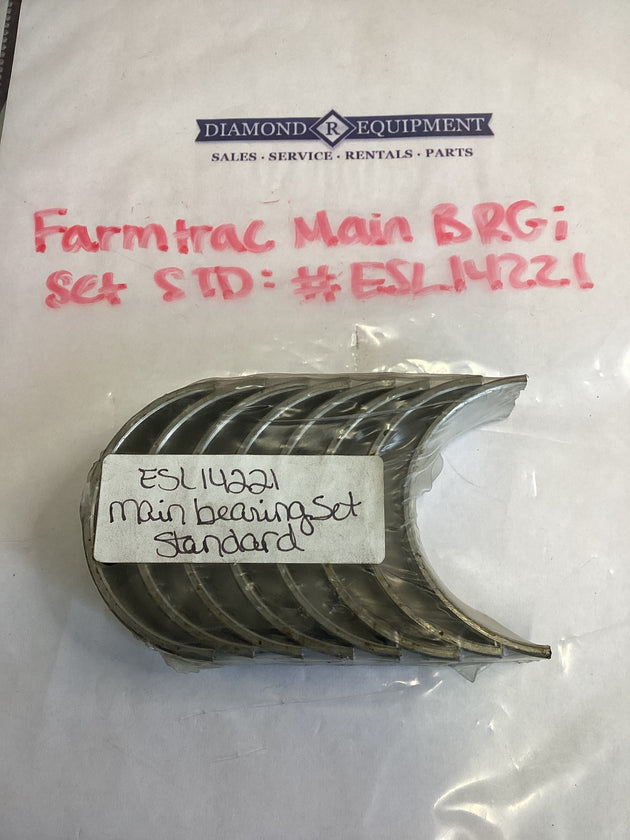 DIAMOND R EQUIPMENT
SALES · SERVICE · RENTALS · PARTS
Farmtrac Main BRG;
Set STD: #ESL14221
ESL14221
Main bearing Set
Standard